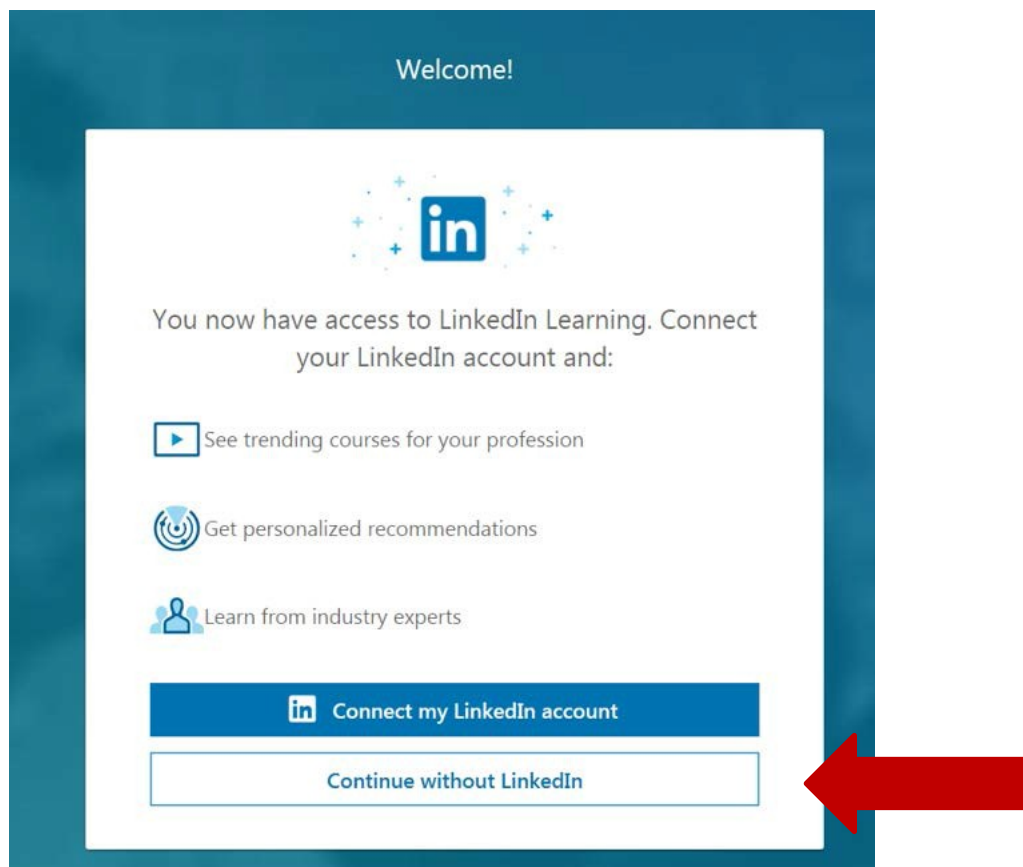 Welcome!
in
You now have access to LinkedIn Learning. Connect
your LinkedIn account and:
See trending courses for your profession
Get personalized recommendations
Learn from industry experts
in Connect my LinkedIn account
Continue without LinkedIn